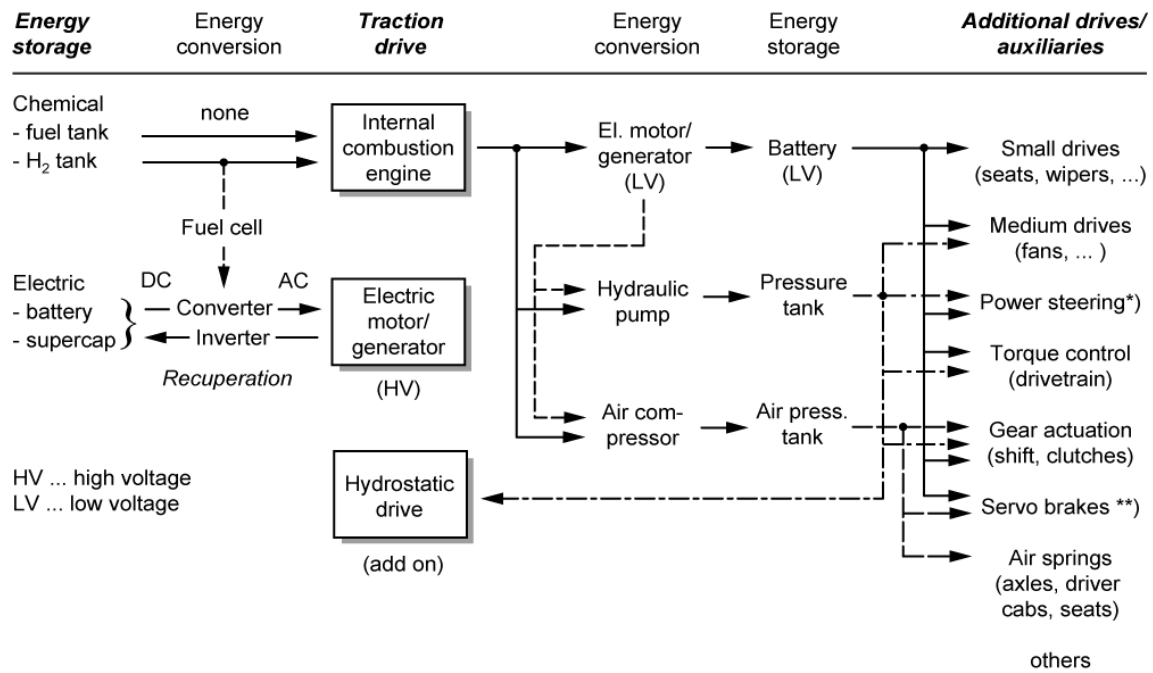 Energy
storage
Energy
conversion
Traction
drive
Energy
conversion
Energy
storage
Additional drives/
auxiliaries
Chemical
- fuel tank
- H₂ tank
none
Internal
combustion
engine
El. motor/
generator
(LV)
Battery
(LV)
Small drives
(seats, wipers, ...)
Fuel cell
Medium drives
(fans, ... )
Electric
- battery
- supercap
DC
AC
Converter
Inverter
Recuperation
Electric
motor/
generator
(HV)
Hydraulic
pump
Pressure
tank
Power steering*)
Torque control
(drivetrain)
Air com-
pressor
Air press.
tank
Gear actuation
(shift, clutches)
HV ... high voltage
LV ... low voltage
Hydrostatic
drive
(add on)
Servo brakes **)
Air springs
(axles, driver
cabs, seats)
others